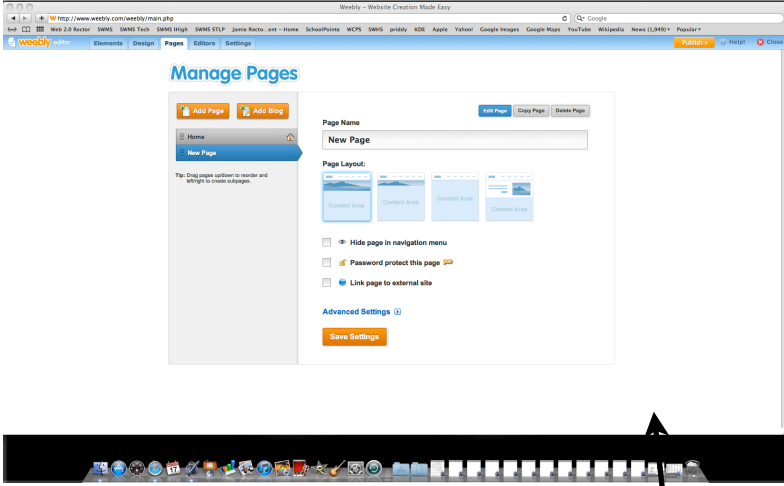 Weebly - Website Creation Made Easy
W http://www.weebly.com/weebly/main.php
Q▾ Google
Web 2.0 Rector SWMS SWMS Tech SWMS iHigh SWMS STLP Jamie Recto...ent - Home SchoolPointe WCPS SWHS priddy KDE Apple Yahoo! Google Images Google Maps YouTube Wikipedia News (1,949)▾ Popular▾
weebly editor Elements Design Pages Editors Settings Publish » Help! Close
Manage Pages
Add Page Add Blog
Edit Page Copy Page Delete Page
Page Name
Home
New Page
New Page
Page Layout:
Tip: Drag pages up/down to reorder and
left/right to create subpages.
Content Area Content Area Content Area Content Area
Hide page in navigation menu
Password protect this page
Link page to external site
Advanced Settings
Save Settings
17